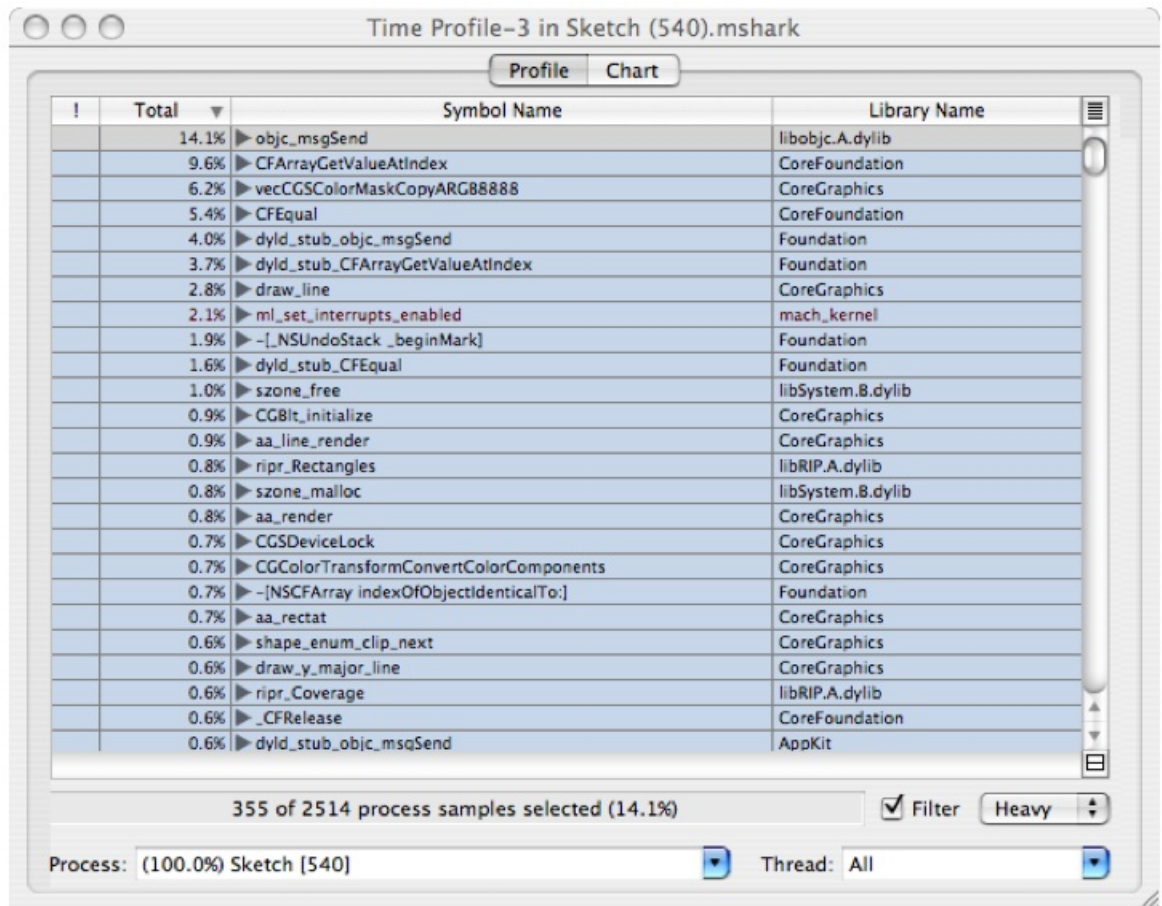 Time Profile-3 in Sketch (540).mshark
Profile Chart
! Total Symbol Name Library Name
14.1% objc_msgSend libobjc.A.dylib
9.6% CFArrayGetValueAtIndex CoreFoundation
6.2% vecCGSColorMaskCopyARGB8888 CoreGraphics
5.4% CFEqual CoreFoundation
4.0% dyld_stub_objc_msgSend Foundation
3.7% dyld_stub_CFArrayGetValueAtIndex Foundation
2.8% draw_line CoreGraphics
2.1% ml_set_interrupts_enabled mach_kernel
1.9% -[_NSUndoStack _beginMark] Foundation
1.6% dyld_stub_CFEqual Foundation
1.0% szone_free libSystem.B.dylib
0.9% CGBlt_initialize CoreGraphics
0.9% aa_line_render CoreGraphics
0.8% ripr_Rectangles libRIP.A.dylib
0.8% szone_malloc libSystem.B.dylib
0.8% aa_render CoreGraphics
0.7% CGSDeviceLock CoreGraphics
0.7% CGColorTransformConvertColorComponents CoreGraphics
0.7% -[NSCFArray indexOfObjectIdenticalTo:] Foundation
0.7% aa_rectat CoreGraphics
0.6% shape_enum_clip_next CoreGraphics
0.6% draw_y_major_line CoreGraphics
0.6% ripr_Coverage libRIP.A.dylib
0.6% _CFRelease CoreFoundation
0.6% dyld_stub_objc_msgSend AppKit
355 of 2514 process samples selected (14.1%) Filter Heavy
Process: (100.0%) Sketch [540] Thread: All